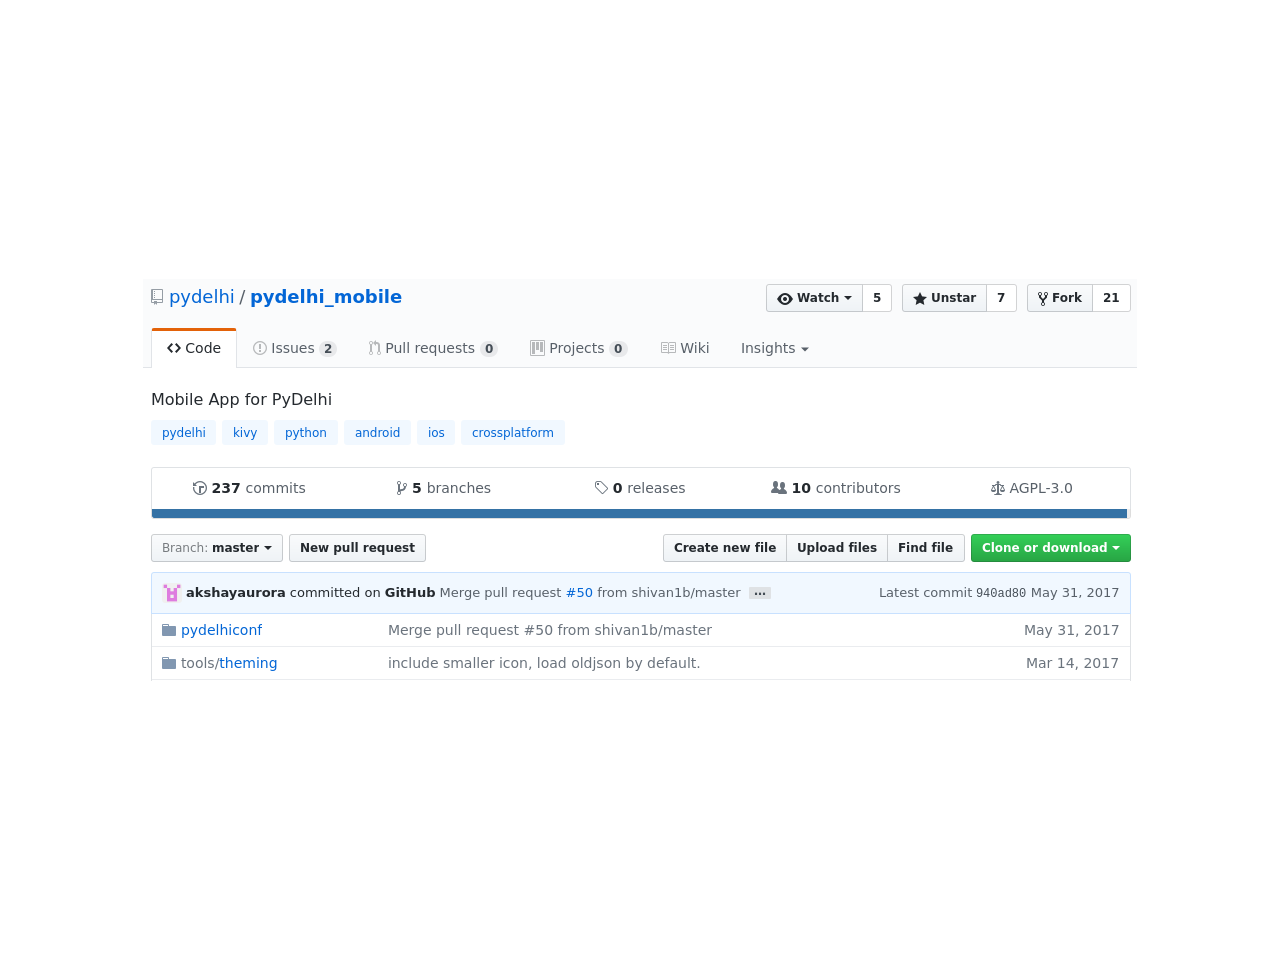 pydelhi / pydelhi_mobile Watch 5 Unstar 7 Fork 21
Code Issues 2 Pull requests 0 Projects 0 Wiki Insights
Mobile App for PyDelhi
pydelhi kivy python android ios crossplatform
237 commits 5 branches 0 releases 10 contributors AGPL-3.0
Branch: master New pull request Create new file Upload files Find file Clone or download
akshayaurora committed on GitHub Merge pull request #50 from shivan1b/master ... Latest commit 940ad80 May 31, 2017
pydelhiconf Merge pull request #50 from shivan1b/master May 31, 2017
tools/theming include smaller icon, load oldjson by default. Mar 14, 2017